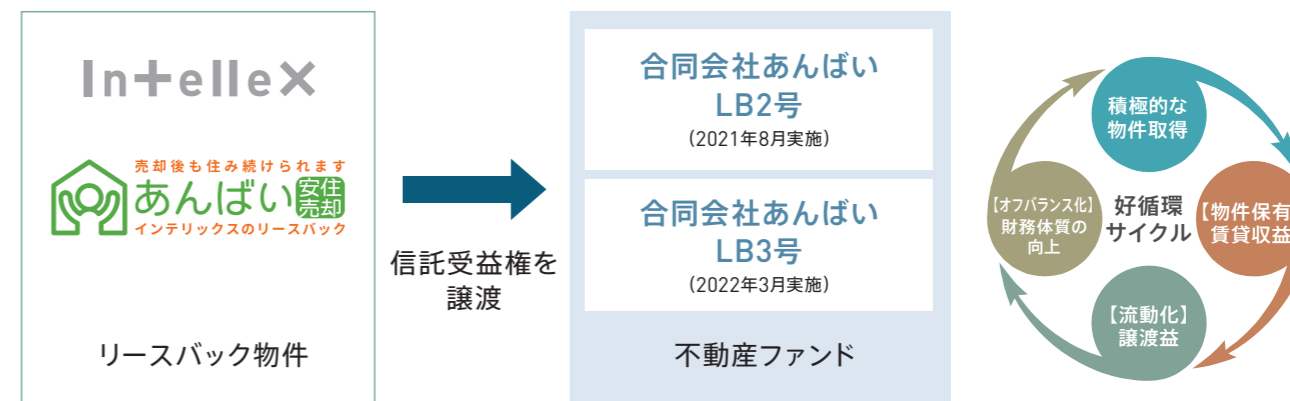 Intellex
売却後も住み続けられます
あんばい 安住売却
インテリックスのリースバック
リースバック物件
信託受益権を
譲渡
合同会社あんばい
LB2号
（2021年8月実施）
合同会社あんばい
LB3号
（2022年3月実施）
不動産ファンド
積極的な
物件取得
【物件保有
賃貸収益
【流動化】
譲渡益
【オフバランス化】
財務体質の
向上
好循環
サイクル